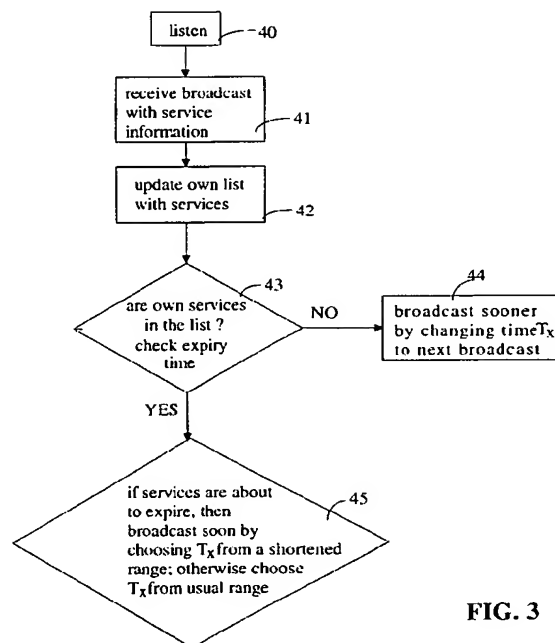 listen
40
receive broadcast
with service
information
41
update own list
with services
42
43
are own services
in the list ?
check expiry
time
NO
44
broadcast sooner
by changing time Tx
to next broadcast
YES
45
if services are about
to expire, then
broadcast soon by
choosing Tx from a shortened
range; otherwise choose
Tx from usual range
FIG. 3